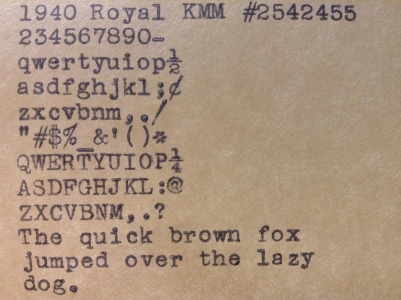 1940 Royal KMM #2542455
234567890-
qwertyuiop½
asdfghjkl;¢
zxcvbnm,./
"#$%_&'()*
QWERTYUIOP¼
ASDFGHJKL:@
ZXCVBNM,.?
The quick brown fox
jumped over the lazy
dog.